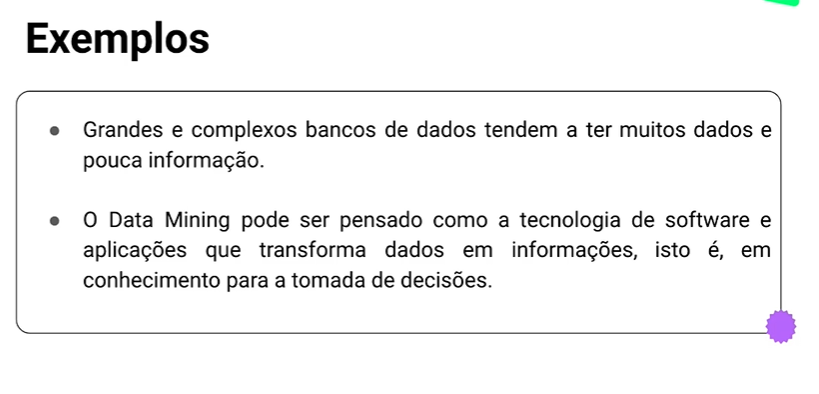 Exemplos
● Grandes e complexos bancos de dados tendem a ter muitos dados e
pouca informação.
● O Data Mining pode ser pensado como a tecnologia de software e
aplicações que transforma dados em informações, isto é, em
conhecimento para a tomada de decisões.